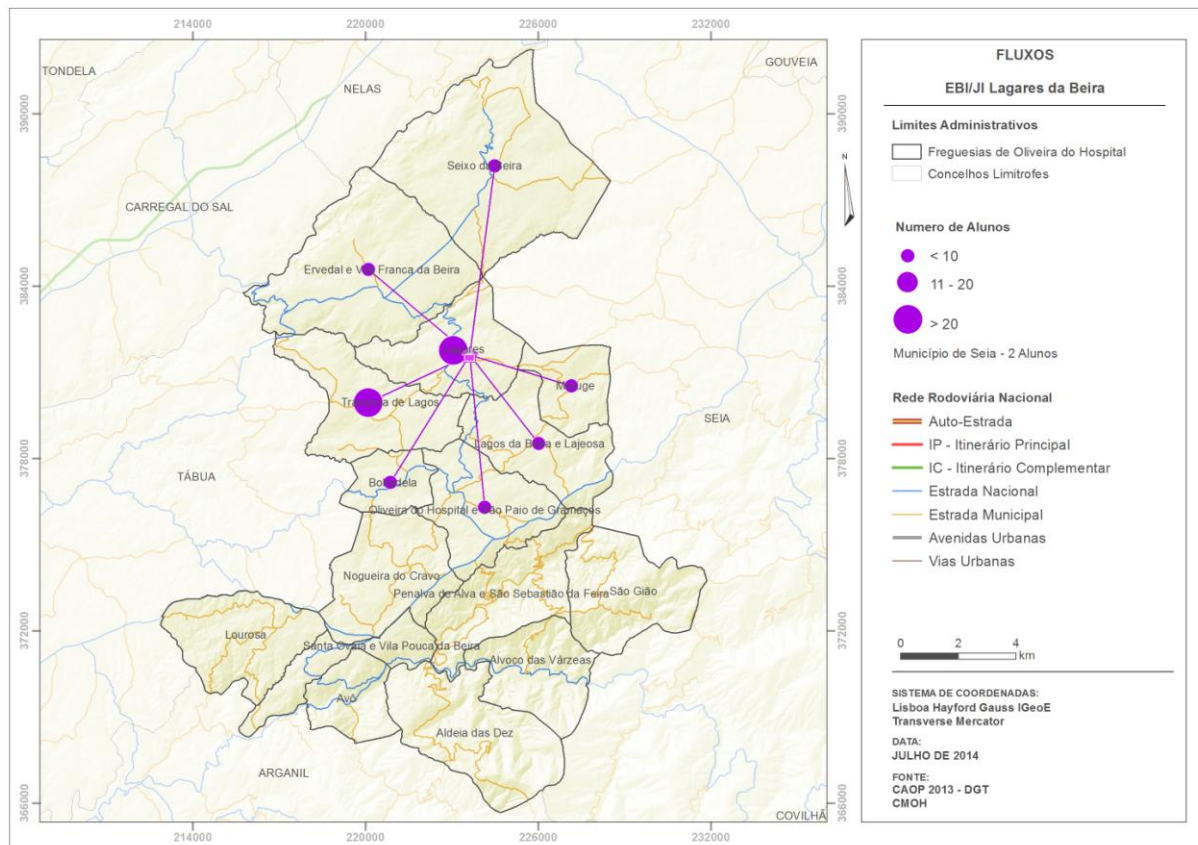 214000
220000
226000
232000
TONDELA
NELAS
GOUVEIA
390000
390000
Seixo da Beira
CARREGAL DO SAL
Ervedal e Vila Franca da Beira
384000
384000
Lagares
Meruge
Travanca de Lagos
SEIA
Lagos da Beira e Lajeosa
378000
378000
TÁBUA
Bobadela
Oliveira do Hospital e São Paio de Gramaços
Nogueira do Cravo
Penalva de Alva e São Sebastião da Feira
São Gião
372000
372000
Lourosa
Santa Ovaia e Vila Pouca da Beira
Alvoco das Várzeas
Avô
Aldeia das Dez
ARGANIL
366000
366000
COVILHÃ
214000
220000
226000
232000
FLUXOS
EBI/JI Lagares da Beira
Limites Administrativos
Freguesias de Oliveira do Hospital
Concelhos Limitrofes
N
Numero de Alunos
< 10
11 - 20
> 20
Município de Seia - 2 Alunos
Rede Rodoviária Nacional
Auto-Estrada
IP - Itinerário Principal
IC - Itinerário Complementar
Estrada Nacional
Estrada Municipal
Avenidas Urbanas
Vias Urbanas
0 2 4
km
SISTEMA DE COORDENADAS:
Lisboa Hayford Gauss IGeoE
Transverse Mercator
DATA:
JULHO DE 2014
FONTE:
CAOP 2013 - DGT
CMOH